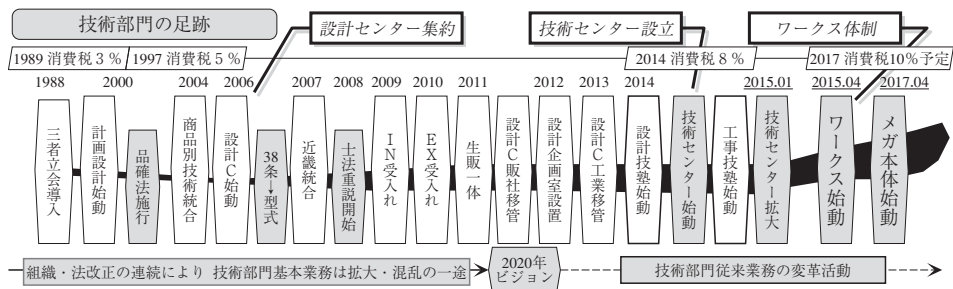 技術部門の足跡
設計センター集約
技術センター設立
ワークス体制
1989 消費税3%
1997 消費税5%
2014 消費税8%
2017 消費税10%予定
1988
2000
2004
2006
2007
2008
2009
2010
2011
2012
2013
2014
2015.01
2015.04
2017.04
三者立会導入
計画設計始動
品確法施行
商品別技術統合
設計C始動
38条→型式
近畿統合
士法重説開始
IN受入れ
EX受入れ
生販一体
設計C販社移管
設計企画室設置
設計C工業移管
設計技塾始動
技術センター始動
工事技塾始動
技術センター拡大
ワークス始動
メガ本体始動
組織・法改正の連続により 技術部門基本業務は拡大・混乱の一途
2020年
ビジョン
技術部門従来業務の変革活動